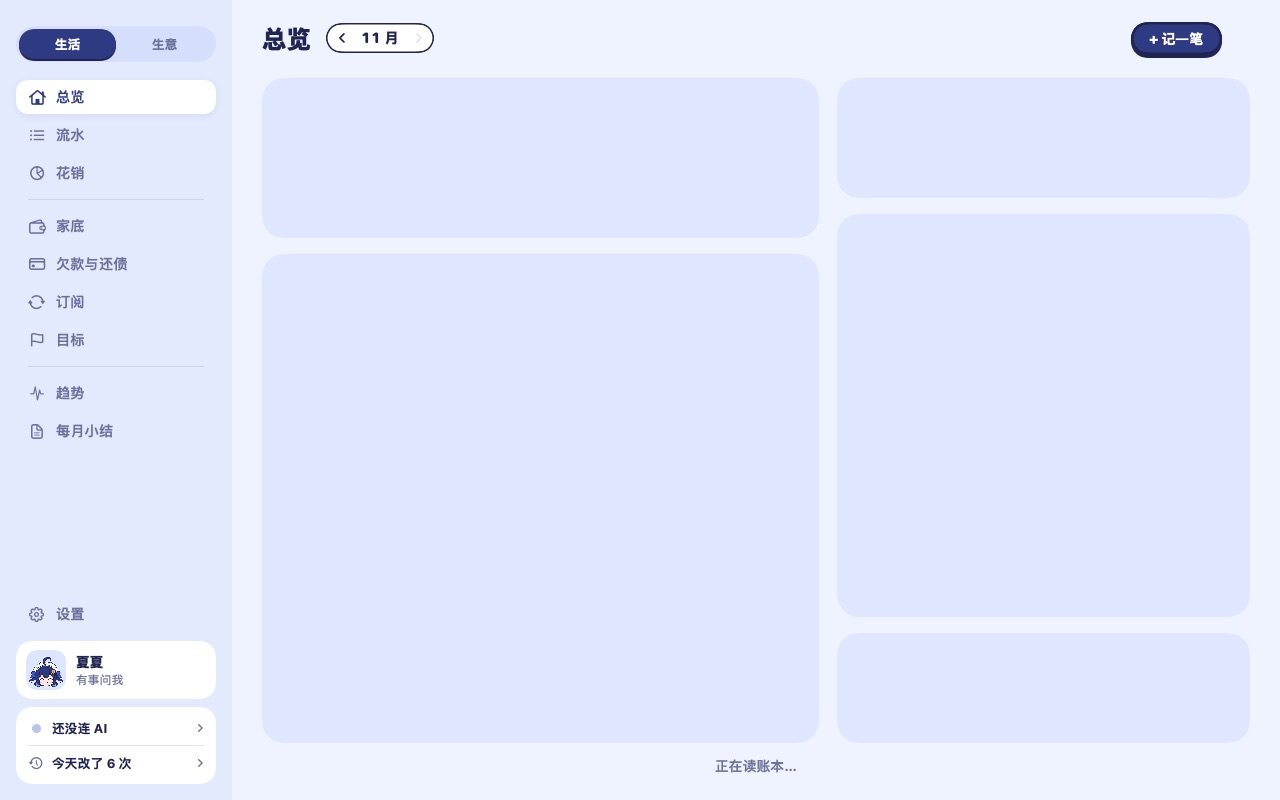 生活
生意
总览
流水
花销
家底
欠款与还债
订阅
目标
趋势
每月小结
设置
夏夏
有事问我
还没连 AI
今天改了 6 次
总览
11 月
+ 记一笔
正在读账本...